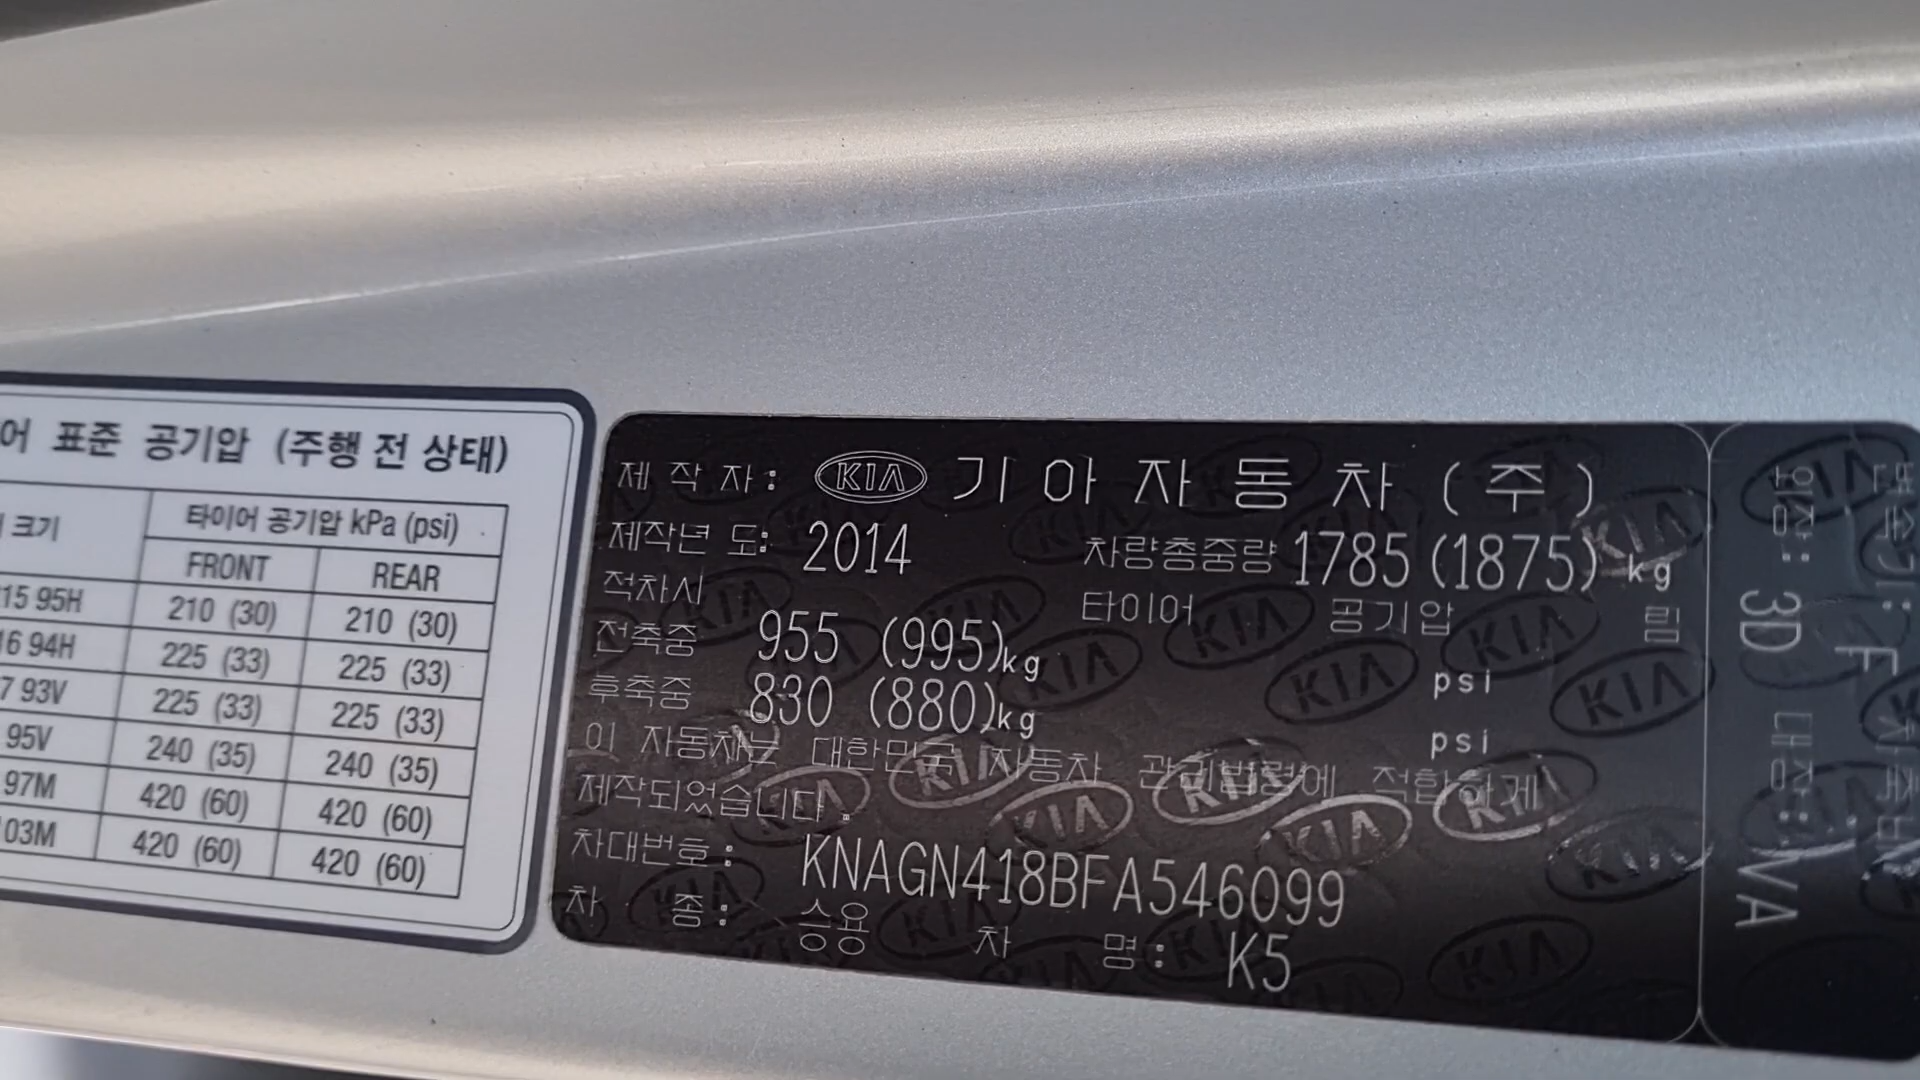 어 표준 공기압 (주행 전 상태)
크기 타이어 공기압 kPa (psi)
FRONT REAR
15 95H 210 (30) 210 (30)
16 94H 225 (33) 225 (33)
7 93V 225 (33) 225 (33)
95V 240 (35) 240 (35)
97M 420 (60) 420 (60)
03M 420 (60) 420 (60)
제 작 자: KIA 기 아 자 동 차 (주)
제작년 도: 2014 차량총중량 1785 (1875) kg
적차시 타이어 공기압 림
전축중 955 (995)kg psi
후축중 830 (880)kg psi
이 자동차는 대한민국 자동차 관리법령에 적합하게
제작되었습니다.
차대번호: KNAGN418BFA546099
차 종: 승용 차 명: K5
외장: 3D 내장: VA